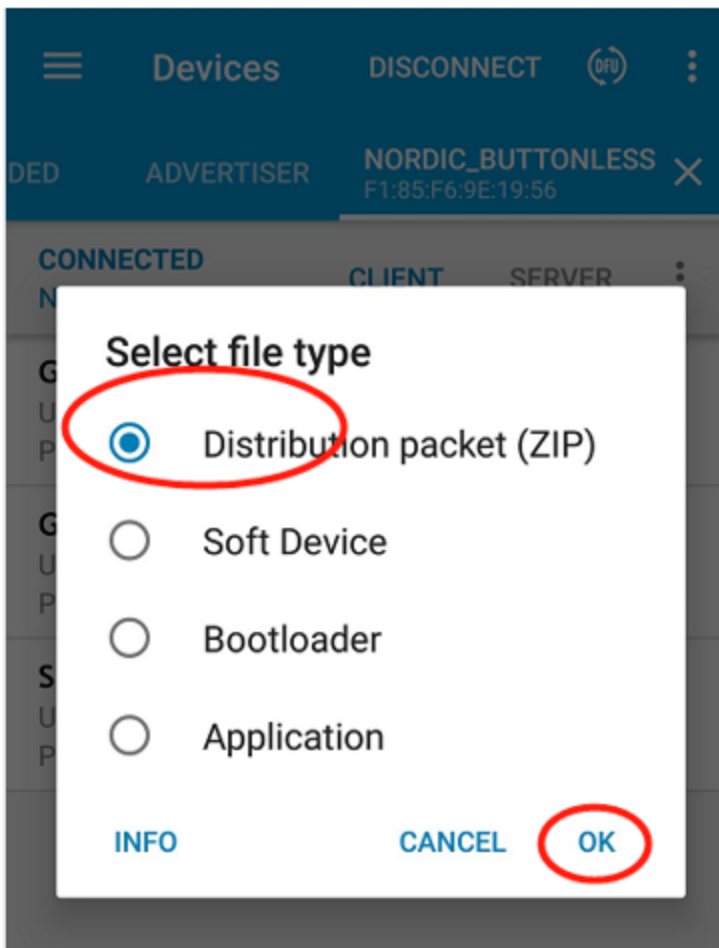 Devices DISCONNECT DFU
DED ADVERTISER NORDIC_BUTTONLESS
F1:85:F6:9E:19:56
CONNECTED
N CLIENT SERVER
Select file type
G
U
P
Distribution packet (ZIP)
G
U
P
Soft Device
Bootloader
S
U
P
Application
INFO CANCEL OK